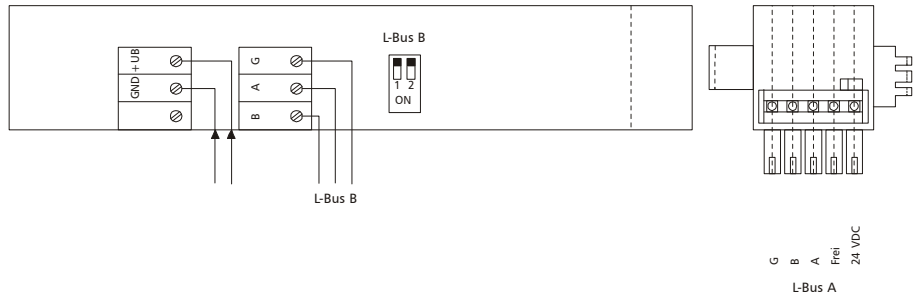 L-Bus B
+UB
GND
G
A
B
1 2
ON
L-Bus B
G
B
A
Frei
24 VDC
L-Bus A